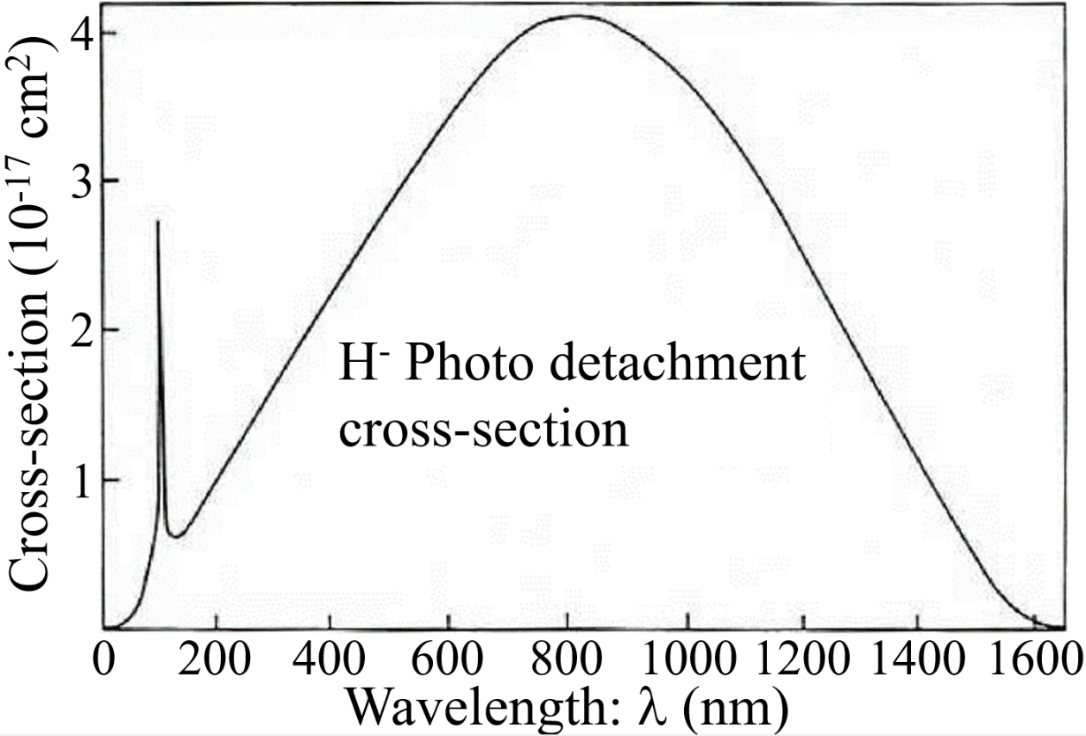 Cross-section (10⁻¹⁷ cm²)
4
3
2
1
H⁻ Photo detachment
cross-section
0 200 400 600 800 1000 1200 1400 1600
Wavelength: λ (nm)